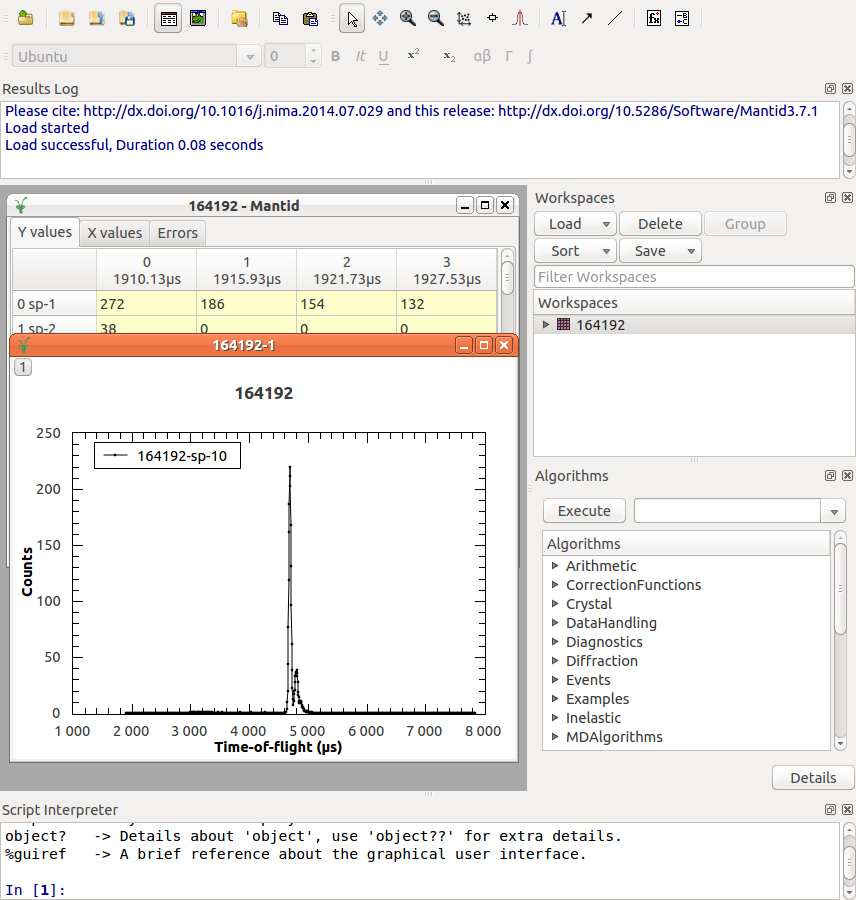 Ubuntu 0 B It U x² x₂ αβ Γ ∫
Results Log
Please cite: http://dx.doi.org/10.1016/j.nima.2014.07.029 and this release: http://dx.doi.org/10.5286/Software/Mantid3.7.1
Load started
Load successful, Duration 0.08 seconds
164192 - Mantid
Y values X values Errors
0 1 2 3
1910.13µs 1915.93µs 1921.73µs 1927.53µs
0 sp-1 272 186 154 132
1 sp-2 38 0 0 0
164192-1
1
164192
164192-sp-10
250
200
150
100
50
0
Counts
1 000 2 000 3 000 4 000 5 000 6 000 7 000 8 000
Time-of-flight (µs)
Workspaces
Load Delete Group
Sort Save
Filter Workspaces
Workspaces
164192
Algorithms
Execute
Algorithms
Arithmetic
CorrectionFunctions
Crystal
DataHandling
Diagnostics
Diffraction
Events
Examples
Inelastic
MDAlgorithms
Details
Script Interpreter
object? -> Details about 'object', use 'object??' for extra details.
%guiref -> A brief reference about the graphical user interface.
In [1]: